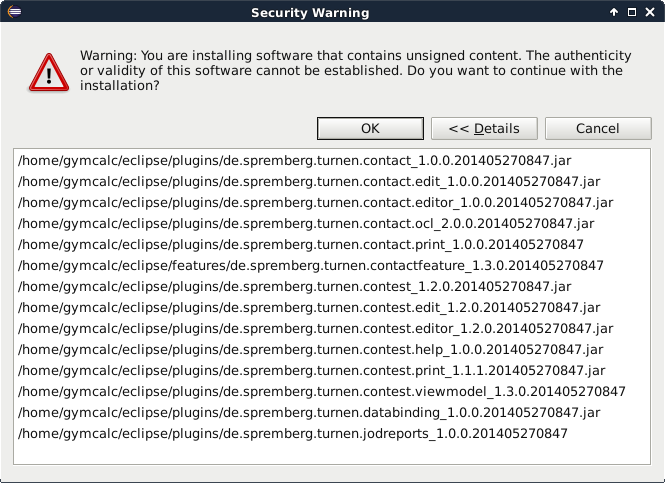 Security Warning
Warning: You are installing software that contains unsigned content. The authenticity
or validity of this software cannot be established. Do you want to continue with the
installation?
OK
<< Details
Cancel
/home/gymcalc/eclipse/plugins/de.spremberg.turnen.contact_1.0.0.201405270847.jar
/home/gymcalc/eclipse/plugins/de.spremberg.turnen.contact.edit_1.0.0.201405270847.jar
/home/gymcalc/eclipse/plugins/de.spremberg.turnen.contact.editor_1.0.0.201405270847.jar
/home/gymcalc/eclipse/plugins/de.spremberg.turnen.contact.ocl_2.0.0.201405270847.jar
/home/gymcalc/eclipse/plugins/de.spremberg.turnen.contact.print_1.0.0.201405270847
/home/gymcalc/eclipse/features/de.spremberg.turnen.contactfeature_1.3.0.201405270847
/home/gymcalc/eclipse/plugins/de.spremberg.turnen.contest_1.2.0.201405270847.jar
/home/gymcalc/eclipse/plugins/de.spremberg.turnen.contest.edit_1.2.0.201405270847.jar
/home/gymcalc/eclipse/plugins/de.spremberg.turnen.contest.editor_1.2.0.201405270847.jar
/home/gymcalc/eclipse/plugins/de.spremberg.turnen.contest.help_1.0.0.201405270847.jar
/home/gymcalc/eclipse/plugins/de.spremberg.turnen.contest.print_1.1.1.201405270847.jar
/home/gymcalc/eclipse/plugins/de.spremberg.turnen.contest.viewmodel_1.3.0.201405270847
/home/gymcalc/eclipse/plugins/de.spremberg.turnen.databinding_1.0.0.201405270847.jar
/home/gymcalc/eclipse/plugins/de.spremberg.turnen.jodreports_1.0.0.201405270847